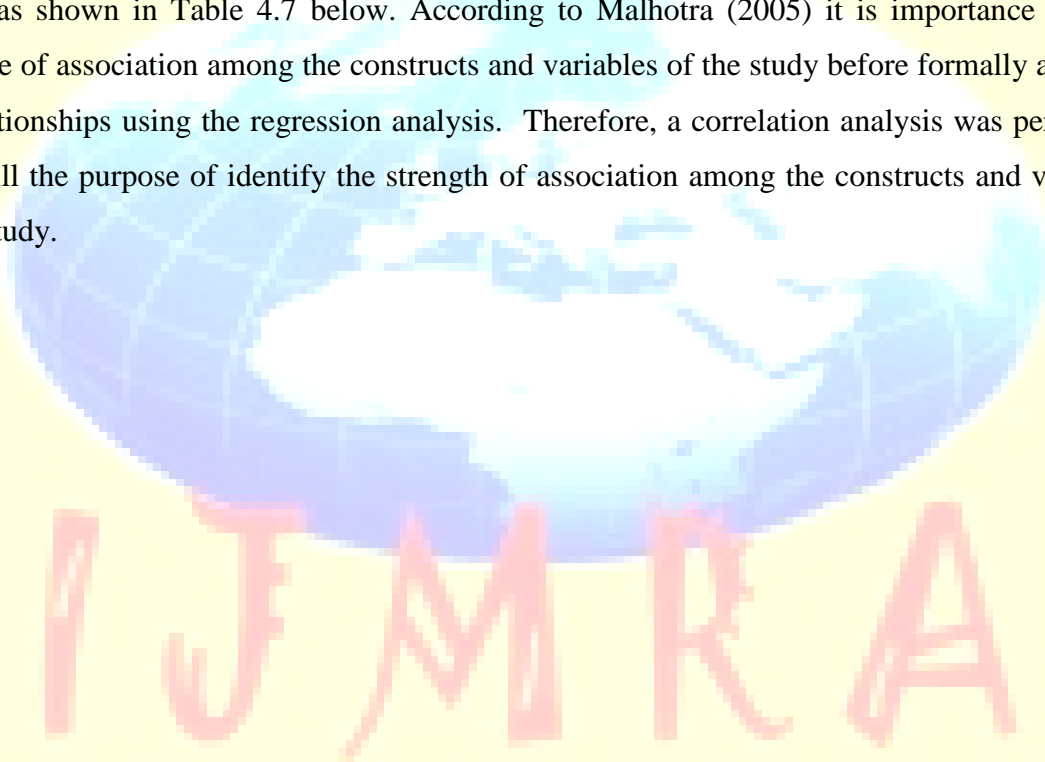 as shown in Table 4.7 below. According to Malhotra (2005) it is importance
e of association among the constructs and variables of the study before formally a
tionships using the regression analysis. Therefore, a correlation analysis was per
ll the purpose of identify the strength of association among the constructs and v
tudy.
IJMRA